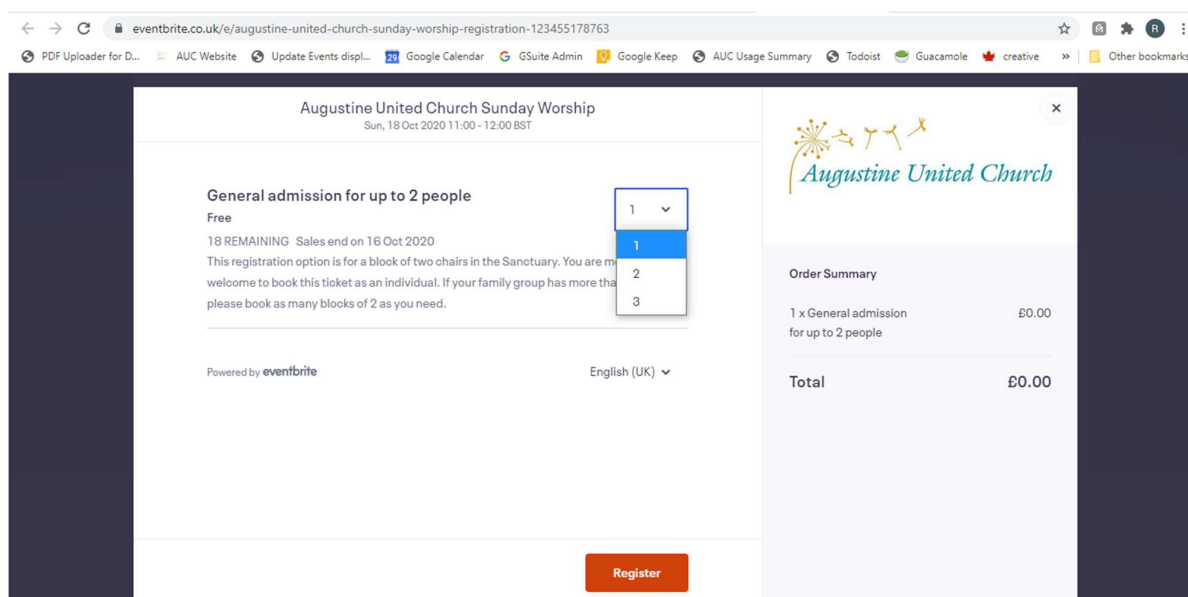 eventbrite.co.uk/e/augustine-united-church-sunday-worship-registration-123455178763
R
PDF Uploader for D... AUC Website Update Events displ... 29 Google Calendar G GSuite Admin Google Keep AUC Usage Summary Todoist Guacamole creative » Other bookmarks
Augustine United Church Sunday Worship
Sun, 18 Oct 2020 11:00 - 12:00 BST
General admission for up to 2 people
Free
18 REMAINING Sales end on 16 Oct 2020
This registration option is for a block of two chairs in the Sanctuary. You are
welcome to book this ticket as an individual. If your family group has more
please book as many blocks of 2 as you need.
1
1
2
3
Powered by eventbrite
English (UK)
Register
Augustine United Church
Order Summary
1 x General admission £0.00
for up to 2 people
Total £0.00